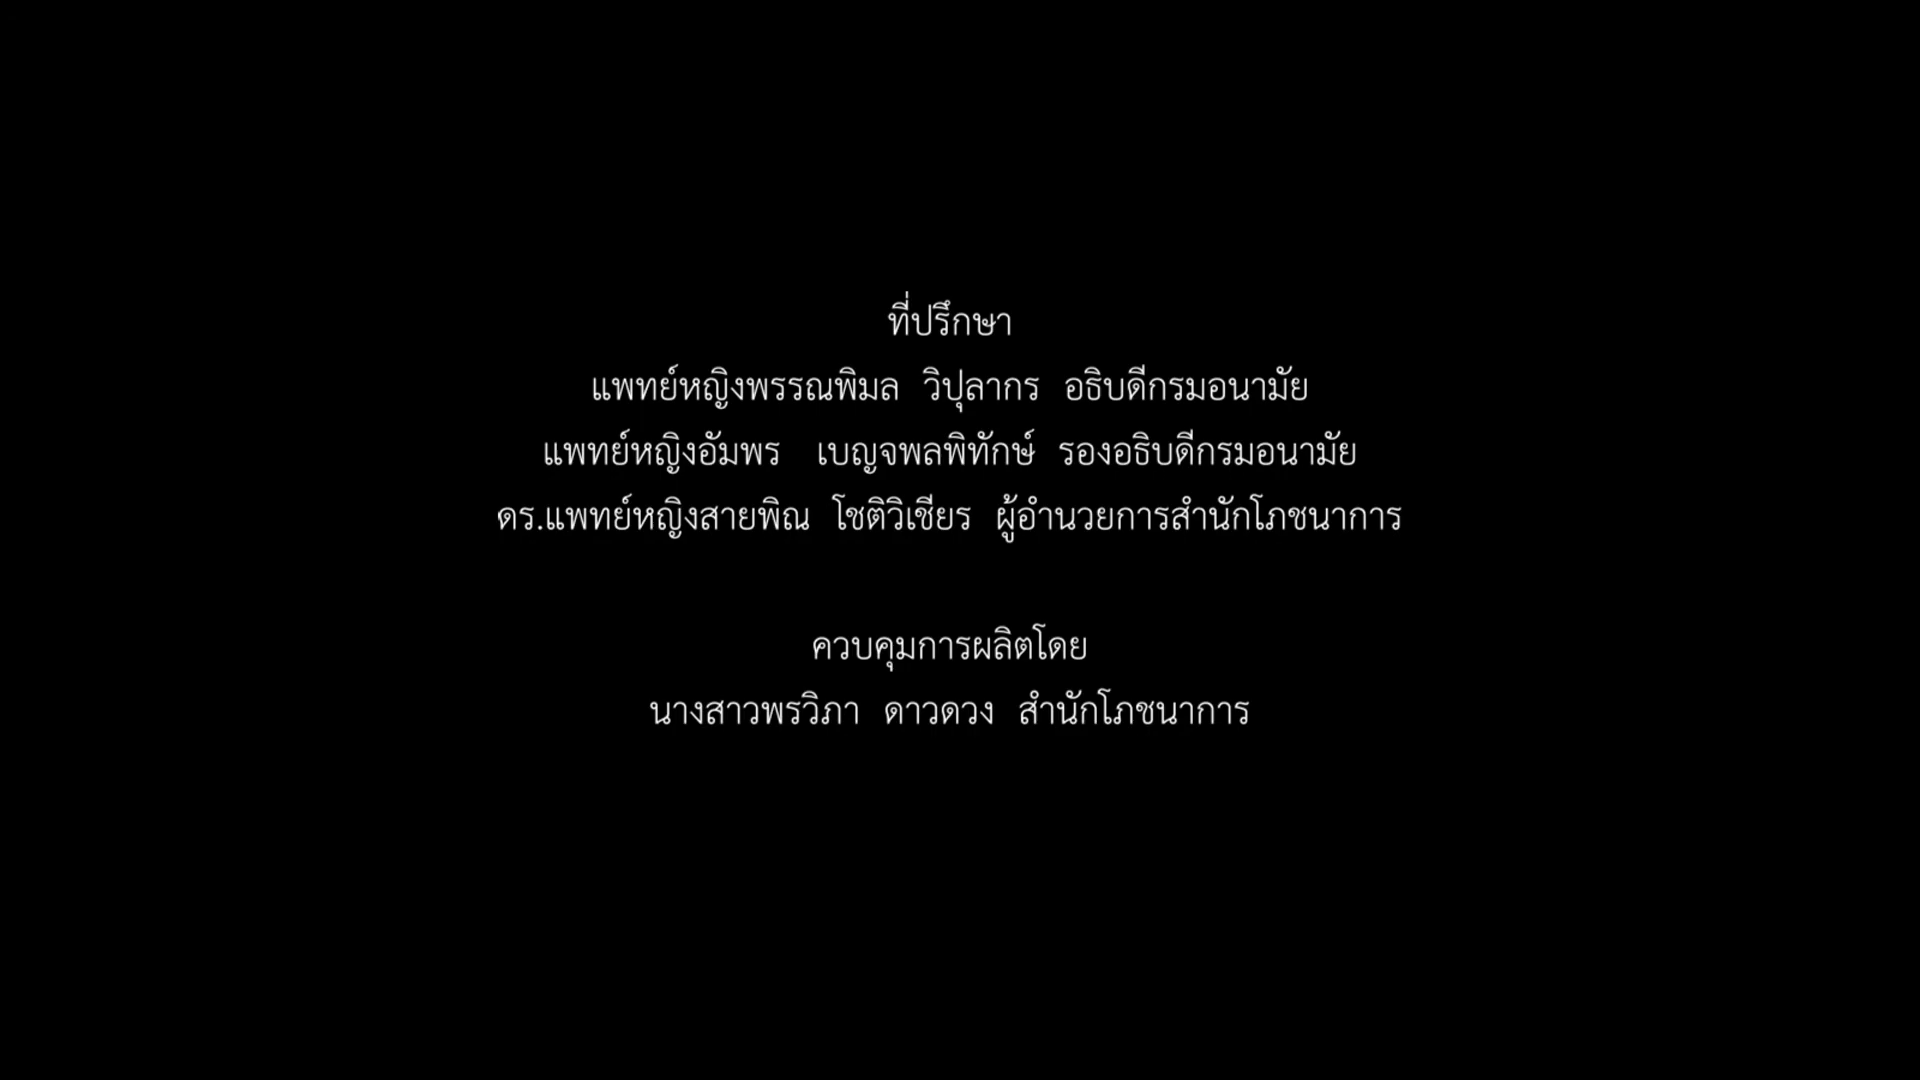 ที่ปรึกษา
แพทย์หญิงพรรณพิมล วิปุลากร อธิบดีกรมอนามัย
แพทย์หญิงอัมพร เบญจพลพิทักษ์ รองอธิบดีกรมอนามัย
ดร.แพทย์หญิงสายพิณ โชติวิเชียร ผู้อำนวยการสำนักโภชนาการ
ควบคุมการผลิตโดย
นางสาวพรวิภา ดาวดวง สำนักโภชนาการ